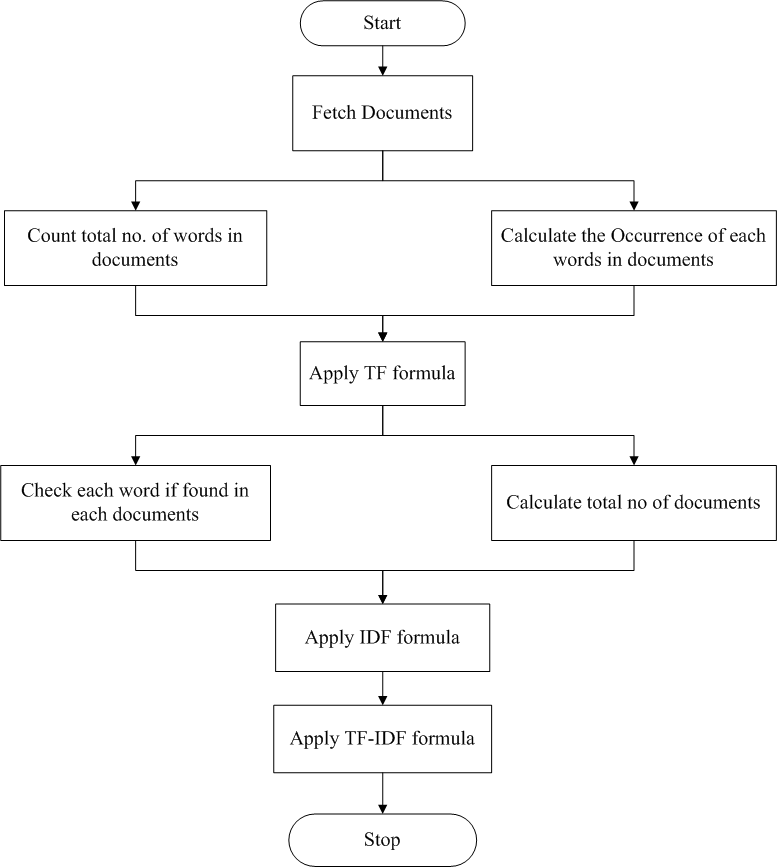 Start
Fetch Documents
Count total no. of words in
documents
Calculate the Occurrence of each
words in documents
Apply TF formula
Check each word if found in
each documents
Calculate total no of documents
Apply IDF formula
Apply TF-IDF formula
Stop